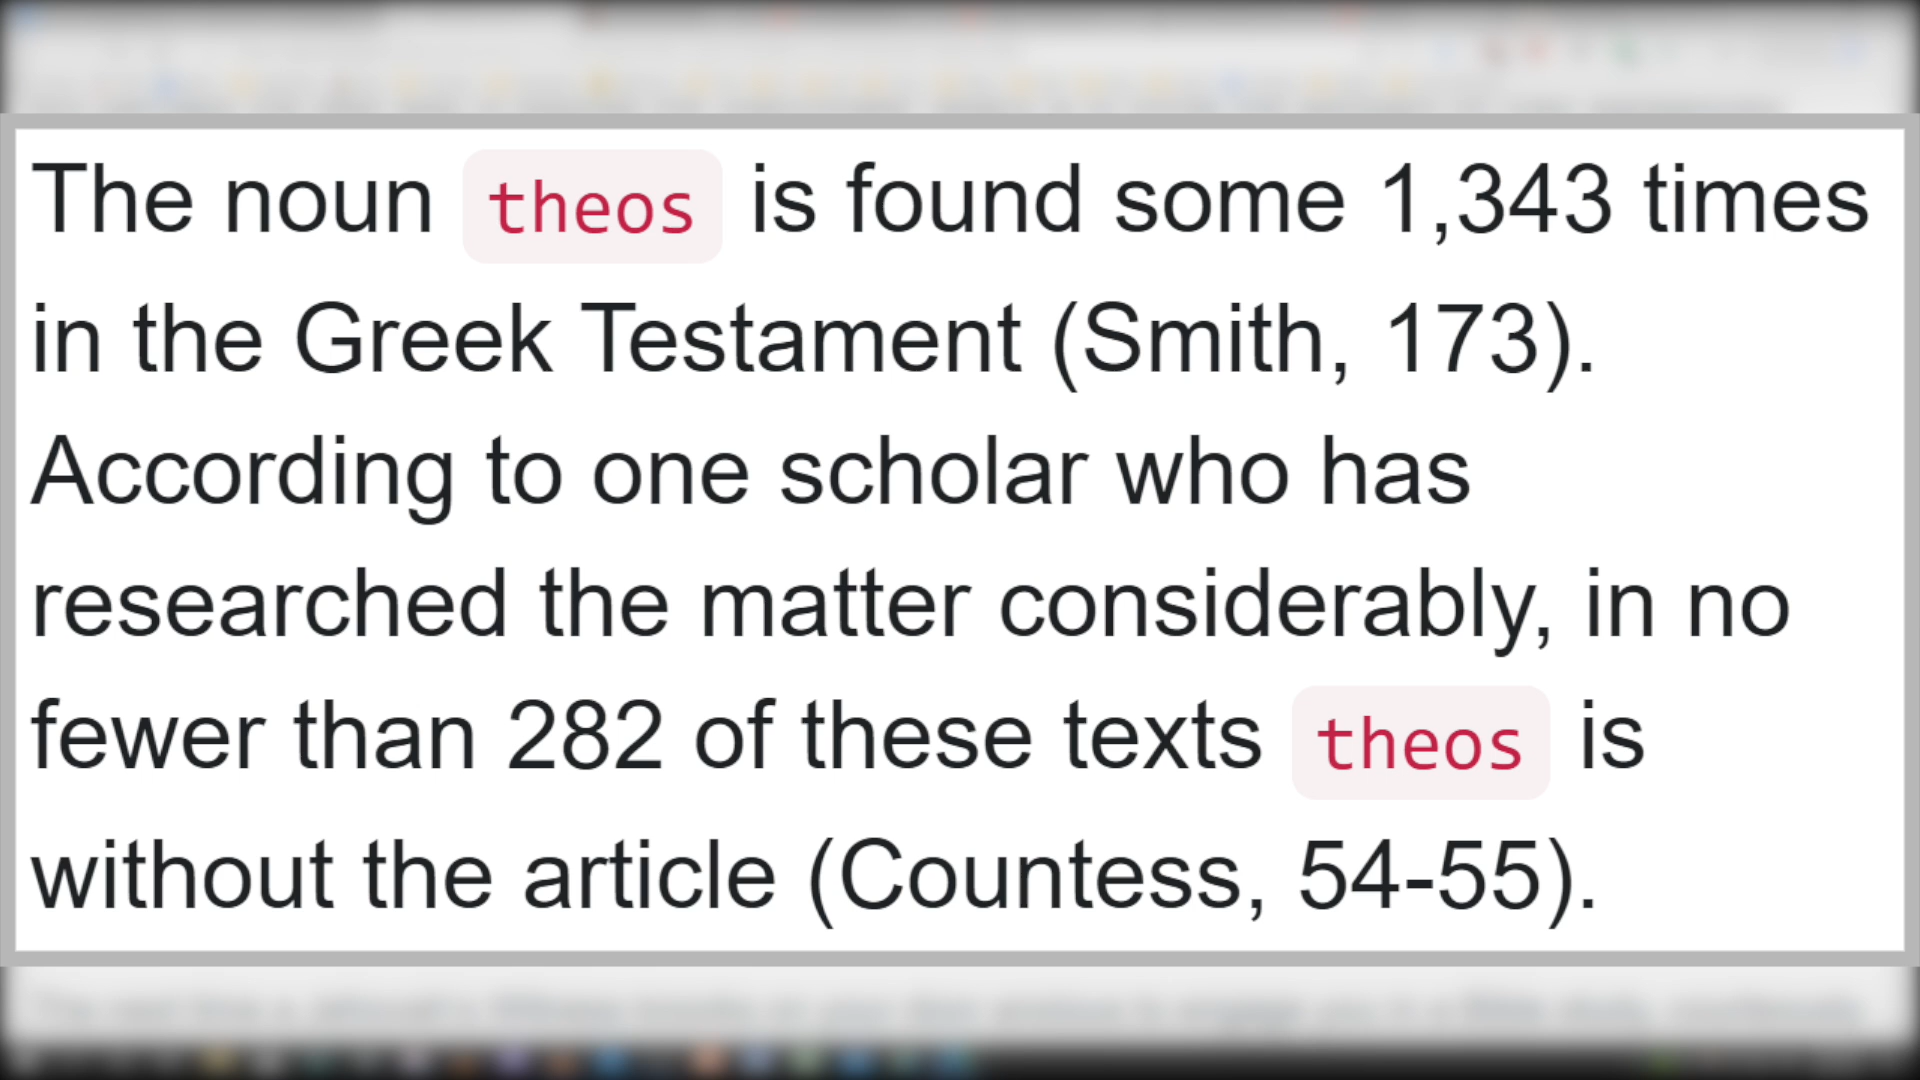 The noun theos is found some 1,343 times
in the Greek Testament (Smith, 173).
According to one scholar who has
researched the matter considerably, in no
fewer than 282 of these texts theos is
without the article (Countess, 54-55).